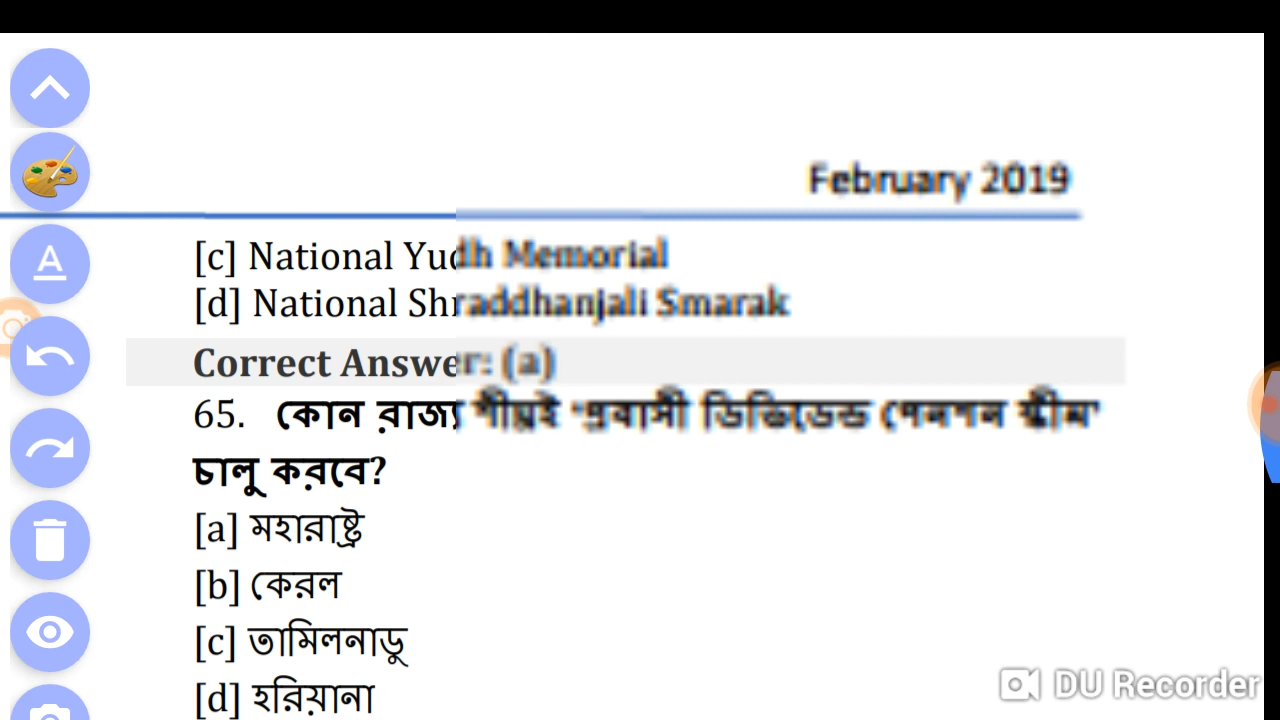 February 2019
[c] National Yudh Memorial
[d] National Shraddhanjali Smarak
Correct Answer: (a)
65. কোন রাজ্য শীঘ্রই 'প্রবাসী ডিভিডেন্ড পেনশন স্কীম'
চালু করবে?
[a] মহারাষ্ট্র
[b] কেরল
[c] তামিলনাড়ু
[d] হরিয়ানা
DU Recorder